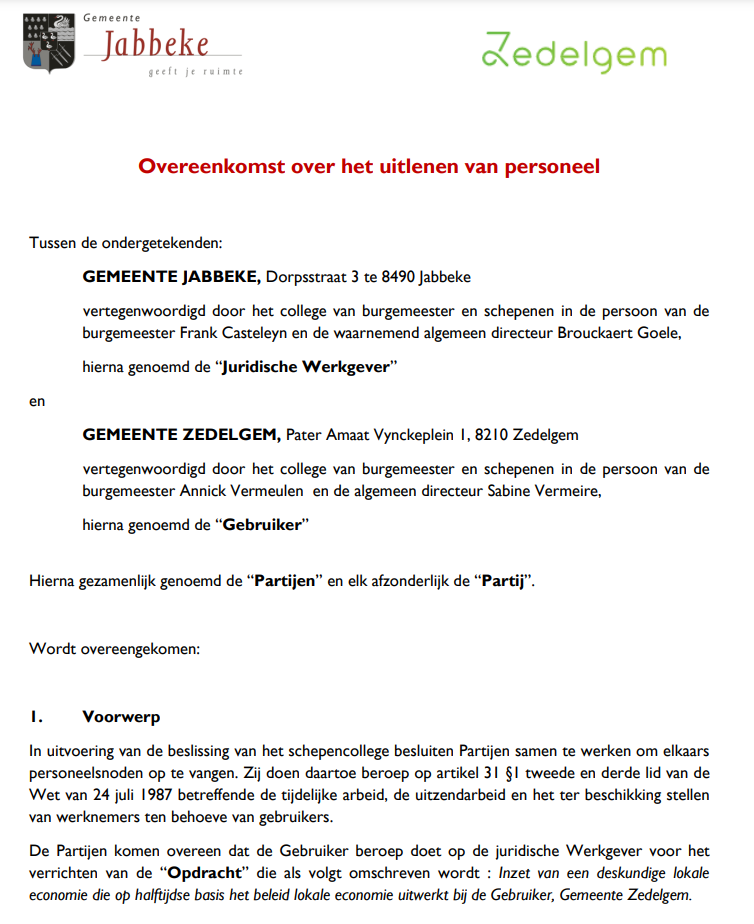 Gemeente
Jabbeke
geeft je ruimte
Zedelgem
Overeenkomst over het uitlenen van personeel
Tussen de ondergetekenden:
GEMEENTE JABBEKE, Dorpsstraat 3 te 8490 Jabbeke
vertegenwoordigd door het college van burgemeester en schepenen in de persoon van de
burgemeester Frank Casteleyn en de waarnemend algemeen directeur Brouckaert Goele,
hierna genoemd de “Juridische Werkgever”
en
GEMEENTE ZEDELGEM, Pater Amaat Vynckeplein 1, 8210 Zedelgem
vertegenwoordigd door het college van burgemeester en schepenen in de persoon van de
burgemeester Annick Vermeulen en de algemeen directeur Sabine Vermeire,
hierna genoemd de “Gebruiker”
Hierna gezamenlijk genoemd de “Partijen” en elk afzonderlijk de “Partij”.
Wordt overeengekomen:
1. Voorwerp
In uitvoering van de beslissing van het schepencollege besluiten Partijen samen te werken om elkaars
personeelsnoden op te vangen. Zij doen daartoe beroep op artikel 31 §1 tweede en derde lid van de
Wet van 24 juli 1987 betreffende de tijdelijke arbeid, de uitzendarbeid en het ter beschikking stellen
van werknemers ten behoeve van gebruikers.
De Partijen komen overeen dat de Gebruiker beroep doet op de juridische Werkgever voor het
verrichten van de “Opdracht” die als volgt omschreven wordt : Inzet van een deskundige lokale
economie die op halftijdse basis het beleid lokale economie uitwerkt bij de Gebruiker, Gemeente Zedelgem.